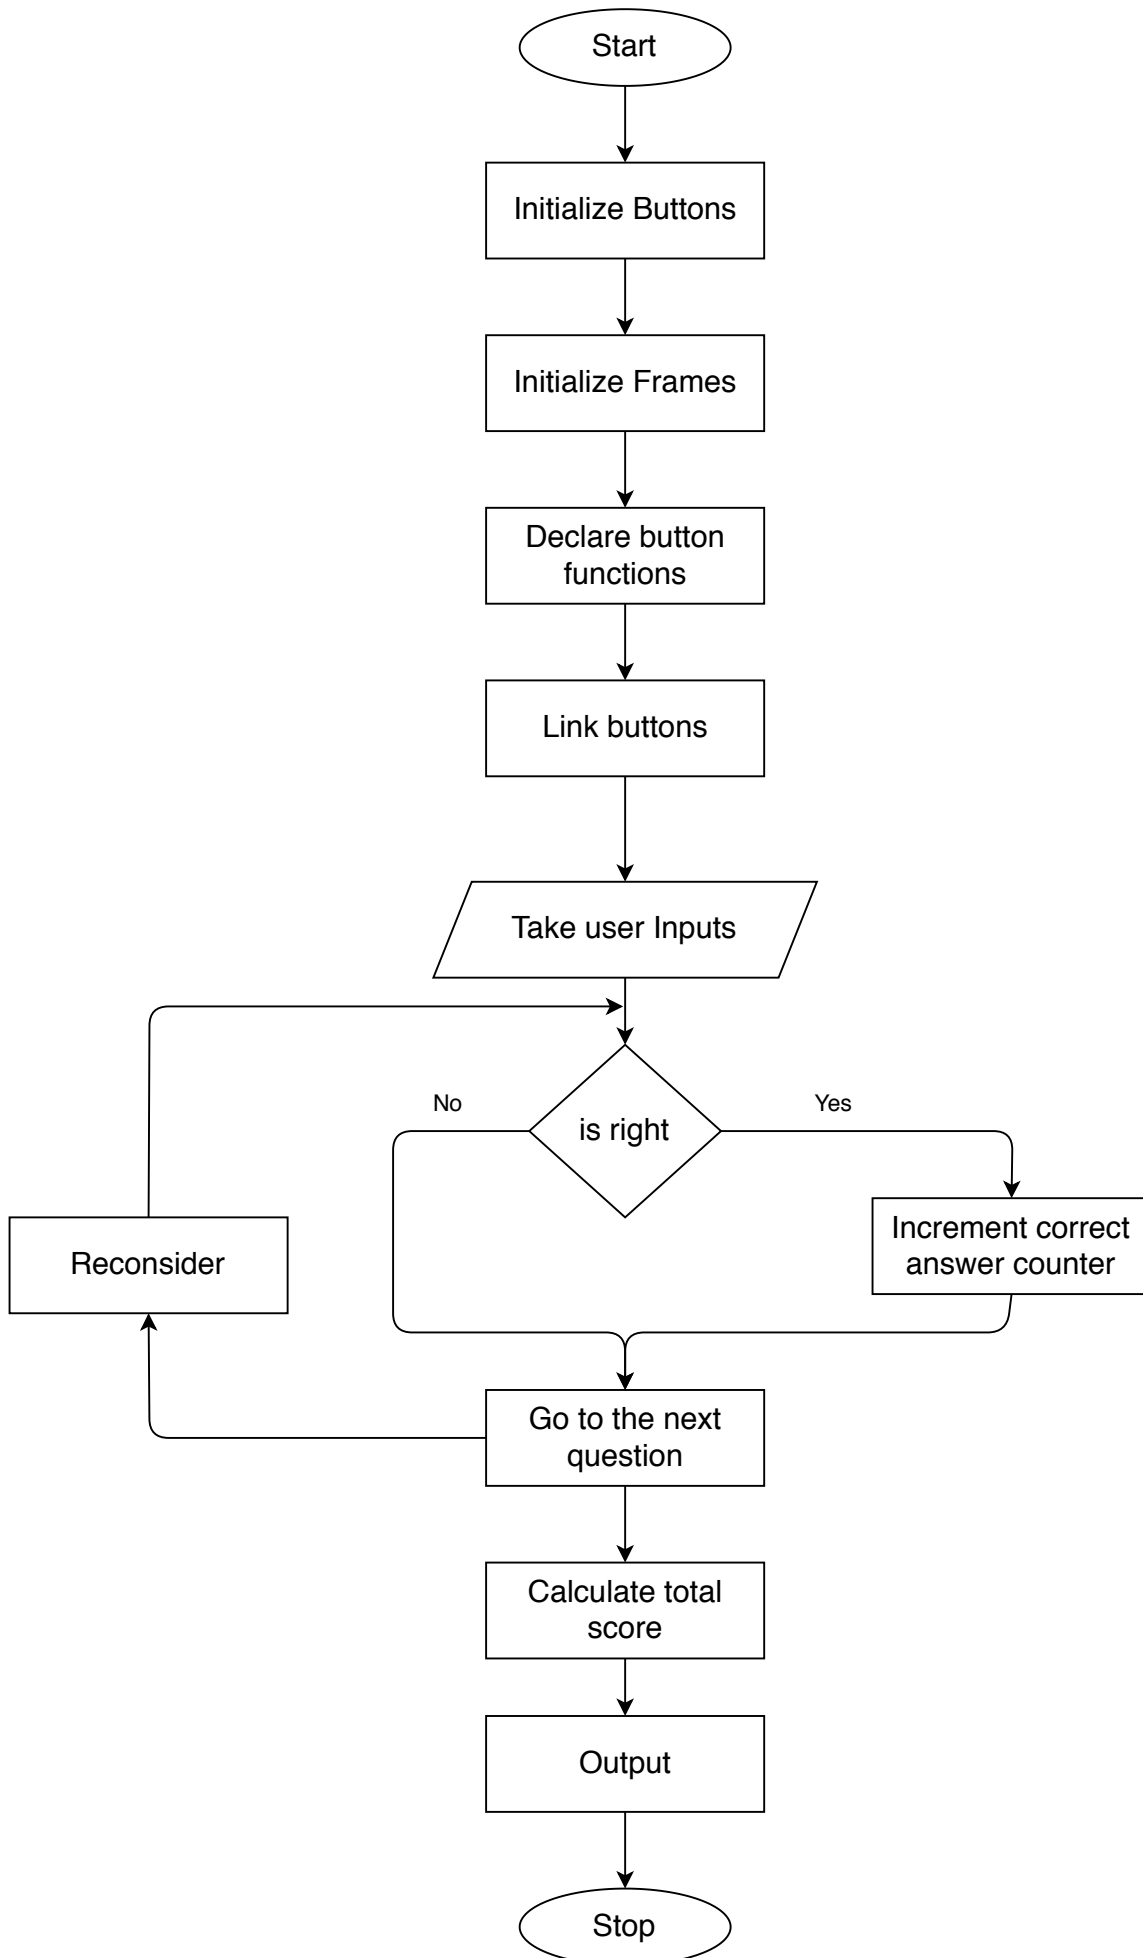 Start
Initialize Buttons
Initialize Frames
Declare button
functions
Link buttons
Take user Inputs
No
Yes
is right
Reconsider
Increment correct
answer counter
Go to the next
question
Calculate total
score
Output
Stop